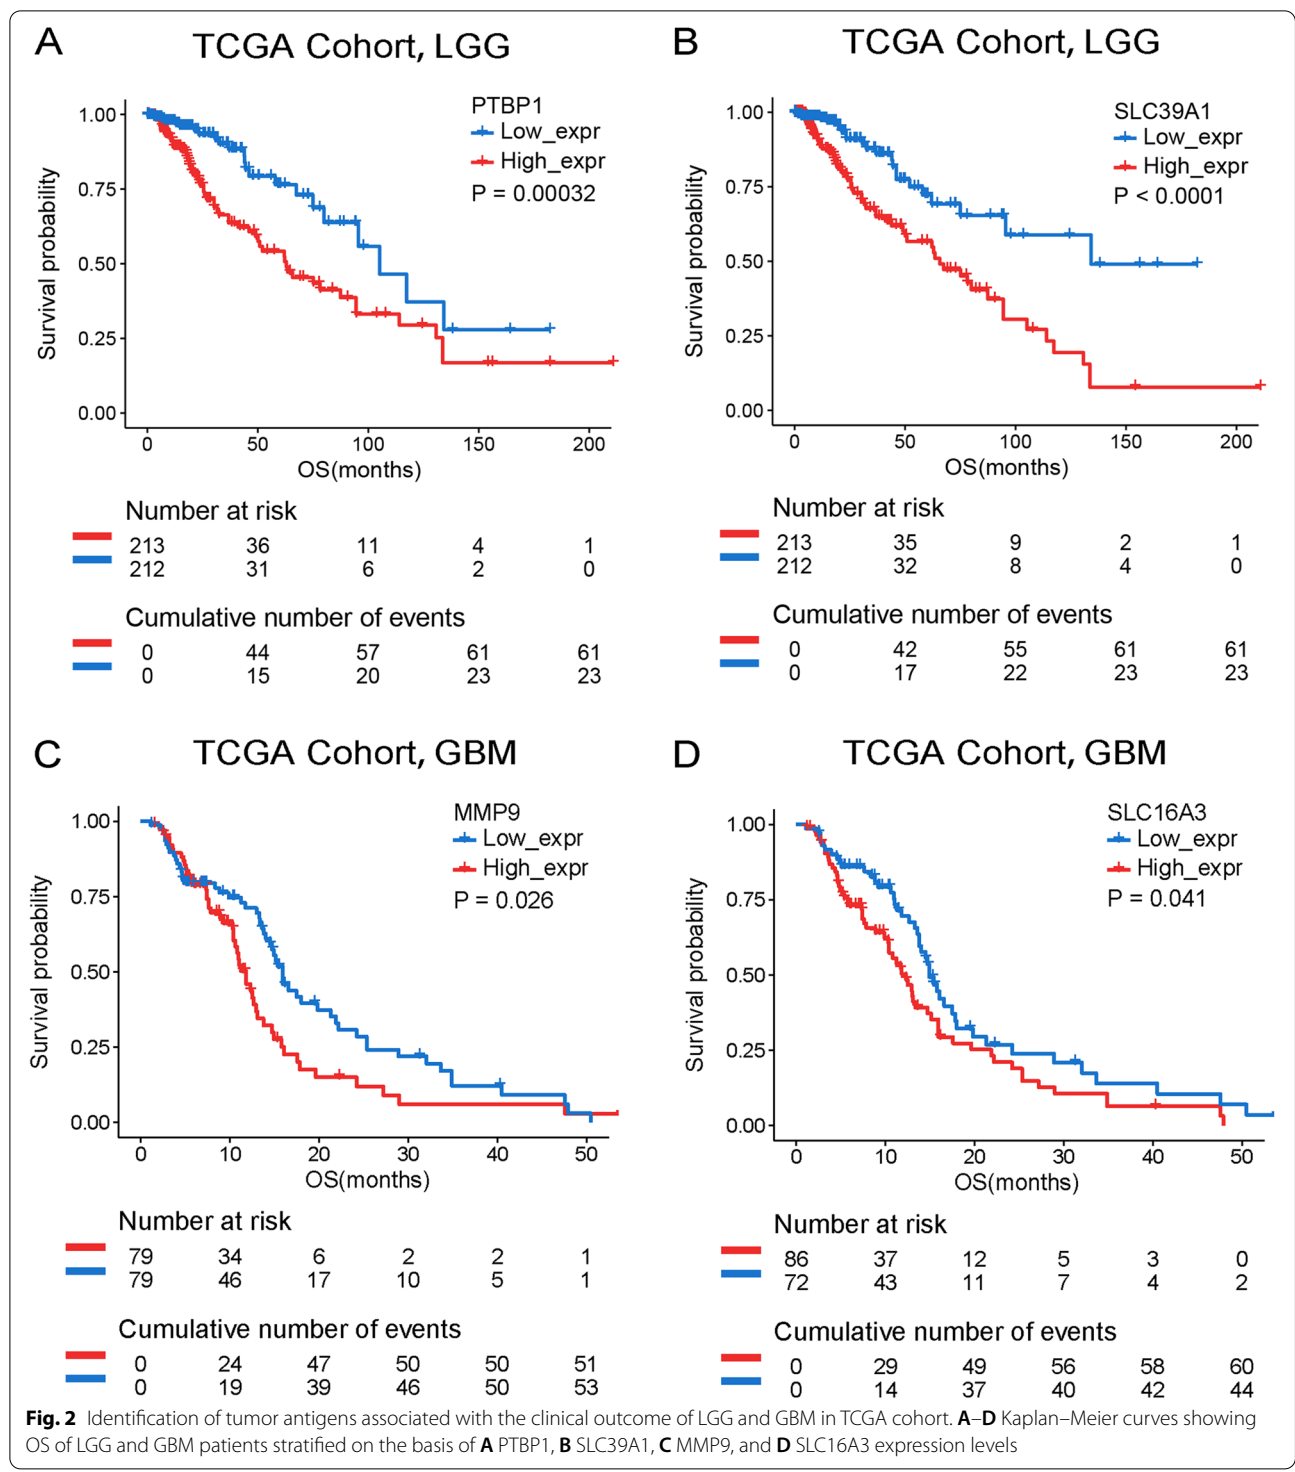 A
TCGA Cohort, LGG
PTBP1
Low_expr
High_expr
P = 0.00032
Survival probability
1.00
0.75
0.50
0.25
0.00
0 50 100 150 200
OS(months)
Number at risk
213 36 11 4 1
212 31 6 2 0
Cumulative number of events
0 44 57 61 61
0 15 20 23 23
B
TCGA Cohort, LGG
SLC39A1
Low_expr
High_expr
P < 0.0001
Survival probability
1.00
0.75
0.50
0.25
0.00
0 50 100 150 200
OS(months)
Number at risk
213 35 9 2 1
212 32 8 4 0
Cumulative number of events
0 42 55 61 61
0 17 22 23 23
C
TCGA Cohort, GBM
MMP9
Low_expr
High_expr
P = 0.026
Survival probability
1.00
0.75
0.50
0.25
0.00
0 10 20 30 40 50
OS(months)
Number at risk
79 34 6 2 2 1
79 46 17 10 5 1
Cumulative number of events
0 24 47 50 50 51
0 19 39 46 50 53
D
TCGA Cohort, GBM
SLC16A3
Low_expr
High_expr
P = 0.041
Survival probability
1.00
0.75
0.50
0.25
0.00
0 10 20 30 40 50
OS(months)
Number at risk
86 37 12 5 3 0
72 43 11 7 4 2
Cumulative number of events
0 29 49 56 58 60
0 14 37 40 42 44
Fig. 2 Identification of tumor antigens associated with the clinical outcome of LGG and GBM in TCGA cohort. A–D Kaplan–Meier curves showing
OS of LGG and GBM patients stratified on the basis of A PTBP1, B SLC39A1, C MMP9, and D SLC16A3 expression levels